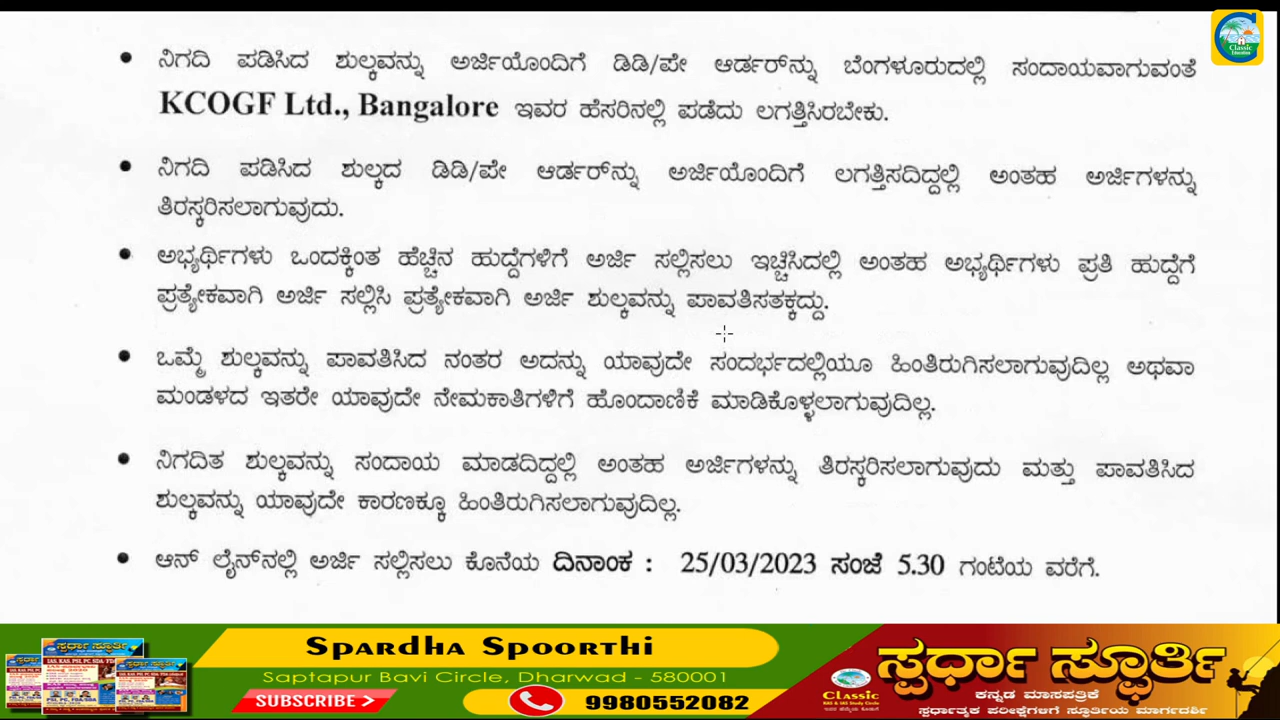 Classic
Education
• ನಿಗದಿ ಪಡಿಸಿದ ಶುಲ್ಕವನ್ನು ಅರ್ಜಿಯೊಂದಿಗೆ ಡಿಡಿ/ಪೇ ಆರ್ಡರ್‌ನ್ನು ಬೆಂಗಳೂರುದಲ್ಲಿ ಸಂದಾಯವಾಗುವಂತೆ
KCOGF Ltd., Bangalore ಇವರ ಹೆಸರಿನಲ್ಲಿ ಪಡೆದು ಲಗತ್ತಿಸಿರಬೇಕು.
• ನಿಗದಿ ಪಡಿಸಿದ ಶುಲ್ಕದ ಡಿಡಿ/ಪೇ ಆರ್ಡರ್‌ನ್ನು ಅರ್ಜಿಯೊಂದಿಗೆ ಲಗತ್ತಿಸದಿದ್ದಲ್ಲಿ ಅಂತಹ ಅರ್ಜಿಗಳನ್ನು
ತಿರಸ್ಕರಿಸಲಾಗುವುದು.
• ಅಭ್ಯರ್ಥಿಗಳು ಒಂದಕ್ಕಿಂತ ಹೆಚ್ಚಿನ ಹುದ್ದೆಗಳಿಗೆ ಅರ್ಜಿ ಸಲ್ಲಿಸಲು ಇಚ್ಚಿಸಿದಲ್ಲಿ ಅಂತಹ ಅಭ್ಯರ್ಥಿಗಳು ಪ್ರತಿ ಹುದ್ದೆಗೆ
ಪ್ರತ್ಯೇಕವಾಗಿ ಅರ್ಜಿ ಸಲ್ಲಿಸಿ ಪ್ರತ್ಯೇಕವಾಗಿ ಅರ್ಜಿ ಶುಲ್ಕವನ್ನು ಪಾವತಿಸತಕ್ಕದ್ದು.
• ಒಮ್ಮೆ ಶುಲ್ಕವನ್ನು ಪಾವತಿಸಿದ ನಂತರ ಅದನ್ನು ಯಾವುದೇ ಸಂದರ್ಭದಲ್ಲಿಯೂ ಹಿಂತಿರುಗಿಸಲಾಗುವುದಿಲ್ಲ ಅಥವಾ
ಮಂಡಳದ ಇತರೇ ಯಾವುದೇ ನೇಮಕಾತಿಗಳಿಗೆ ಹೊಂದಾಣಿಕೆ ಮಾಡಿಕೊಳ್ಳಲಾಗುವುದಿಲ್ಲ.
• ನಿಗದಿತ ಶುಲ್ಕವನ್ನು ಸಂದಾಯ ಮಾಡದಿದ್ದಲ್ಲಿ ಅಂತಹ ಅರ್ಜಿಗಳನ್ನು ತಿರಸ್ಕರಿಸಲಾಗುವುದು ಮತ್ತು ಪಾವತಿಸಿದ
ಶುಲ್ಕವನ್ನು ಯಾವುದೇ ಕಾರಣಕ್ಕೂ ಹಿಂತಿರುಗಿಸಲಾಗುವುದಿಲ್ಲ.
• ಆನ್ ಲೈನ್‌ನಲ್ಲಿ ಅರ್ಜಿ ಸಲ್ಲಿಸಲು ಕೊನೆಯ ದಿನಾಂಕ : 25/03/2023 ಸಂಜೆ 5.30 ಗಂಟೆಯ ವರೆಗೆ.
Spardha Spoorthi
Saptapur Bavi Circle, Dharwad - 580001
SUBSCRIBE >
9980552082
ಸ್ಪರ್ಧಾ ಸ್ಫೂರ್ತಿ
ಕನ್ನಡ ಮಾಸಪತ್ರಿಕೆ
ಸ್ಪರ್ಧಾತ್ಮಕ ಪರೀಕ್ಷೆಗಳಿಗೆ ಸ್ಫೂರ್ತಿಯ ಮಾರ್ಗದರ್ಶಿ
Classic
KAS & IAS Study Circle